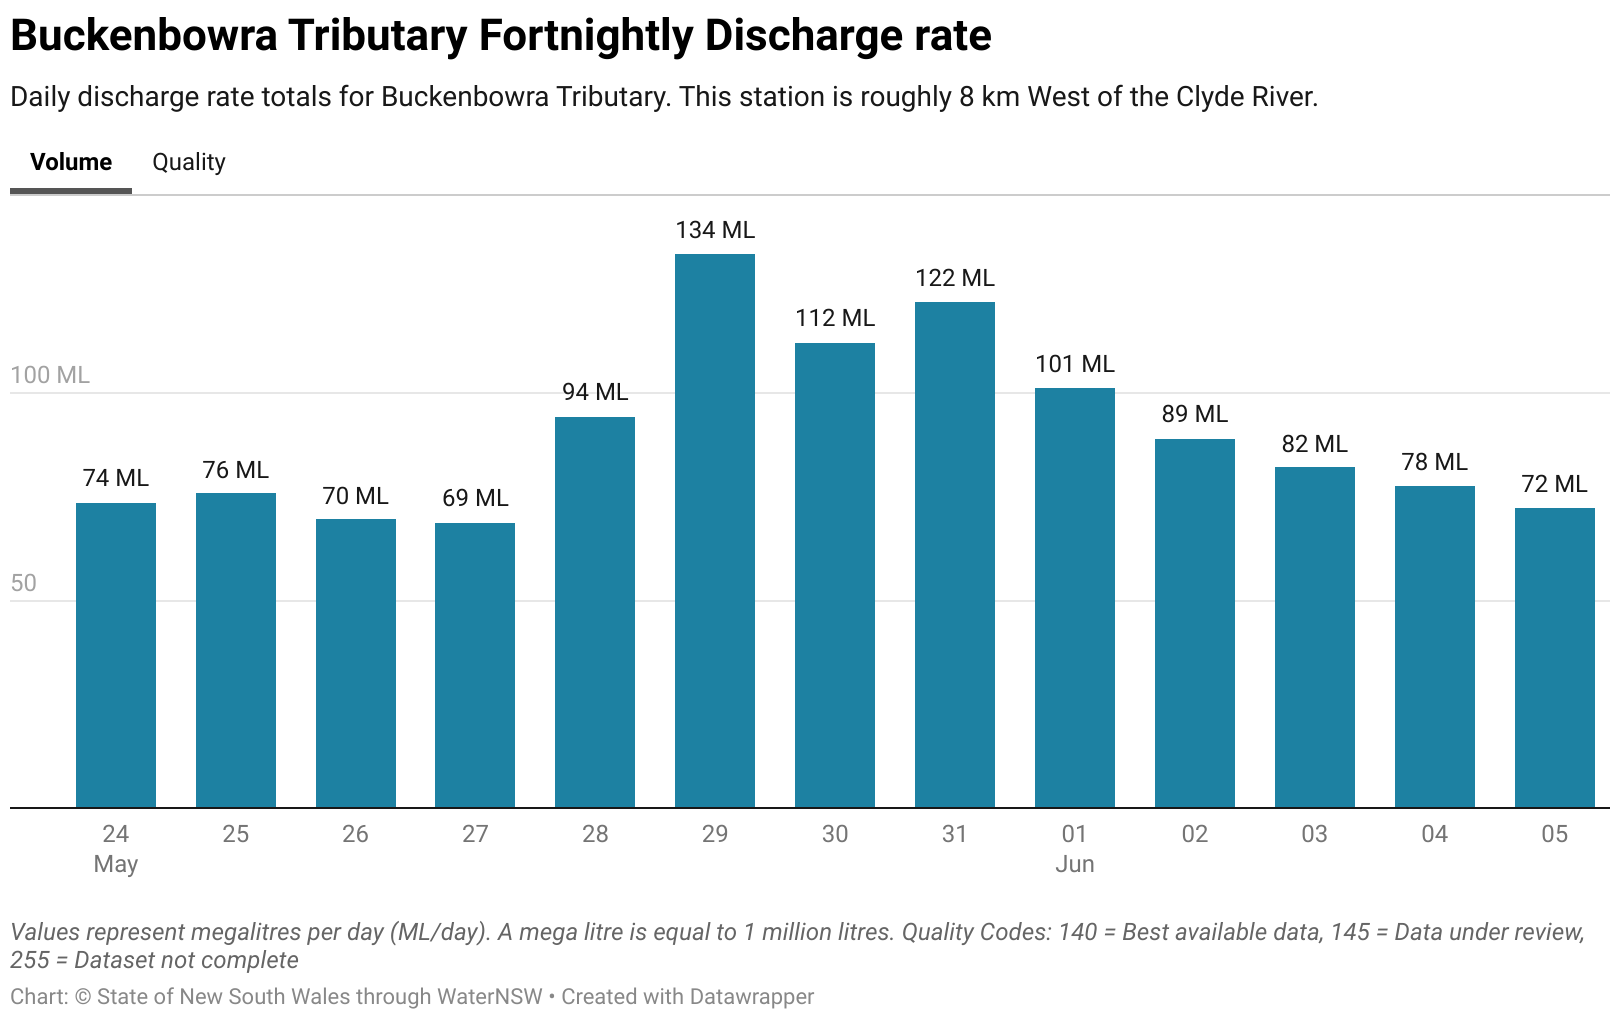 Buckenbowra Tributary Fortnightly Discharge rate
Daily discharge rate totals for Buckenbowra Tributary. This station is roughly 8 km West of the Clyde River.
Volume Quality
134 ML
122 ML
112 ML
101 ML
100 ML
94 ML
89 ML
82 ML
78 ML
76 ML
74 ML
72 ML
70 ML
69 ML
50
24 25 26 27 28 29 30 31 01 02 03 04 05
May Jun
Values represent megalitres per day (ML/day). A mega litre is equal to 1 million litres. Quality Codes: 140 = Best available data, 145 = Data under review,
255 = Dataset not complete
Chart: © State of New South Wales through WaterNSW • Created with Datawrapper